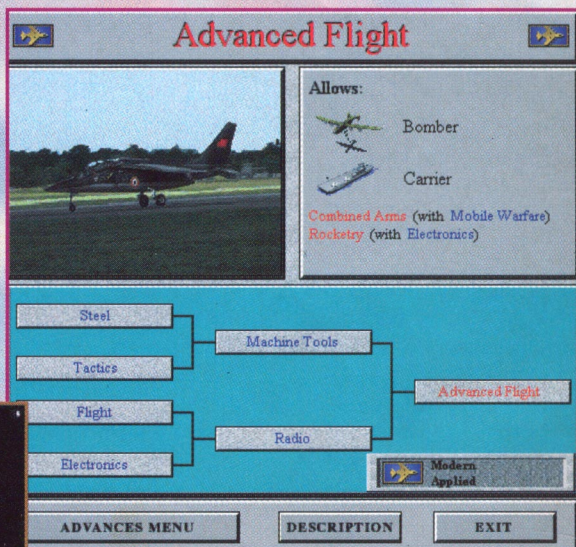 Advanced Flight
Allows:
Bomber
Carrier
Combined Arms (with Mobile Warfare)
Rocketry (with Electronics)
Steel
Tactics
Machine Tools
Flight
Electronics
Radio
Advanced Flight
Modern
Applied
ADVANCES MENU
DESCRIPTION
EXIT